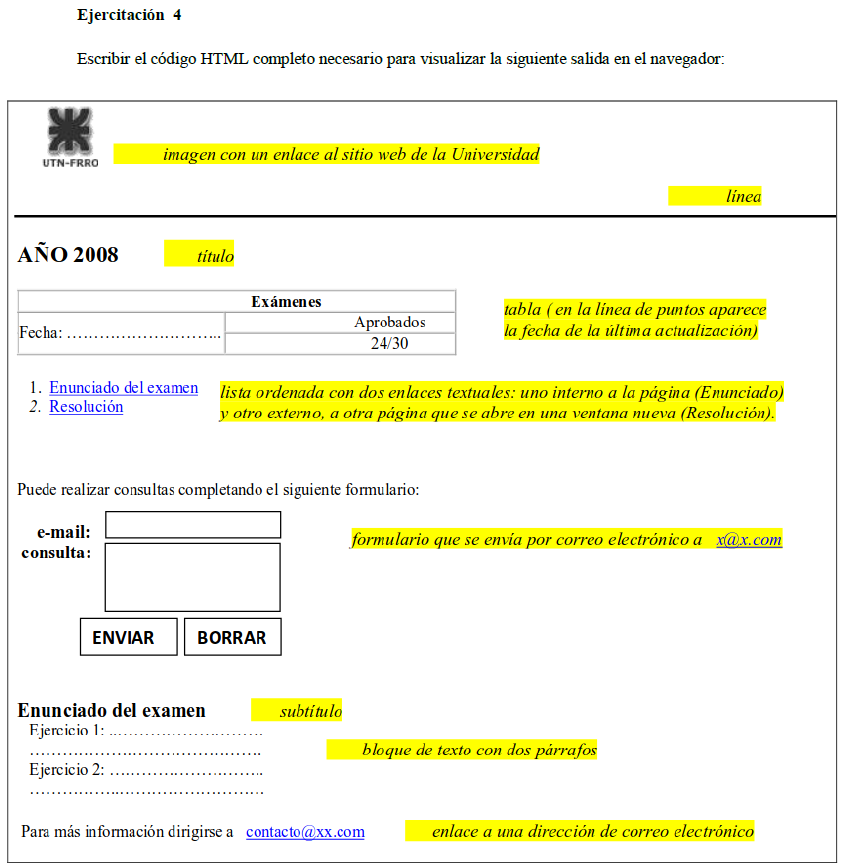 Ejercitación 4
Escribir el código HTML completo necesario para visualizar la siguiente salida en el navegador:
UTN-FRRO
imagen con un enlace al sitio web de la Universidad
línea
AÑO 2008 título
Exámenes
Fecha: ............................. Aprobados
24/30
tabla ( en la línea de puntos aparece
la fecha de la última actualización)
1. Enunciado del examen
2. Resolución
lista ordenada con dos enlaces textuales: uno interno a la página (Enunciado)
y otro externo, a otra página que se abre en una ventana nueva (Resolución).
Puede realizar consultas completando el siguiente formulario:
e-mail:
consulta:
formulario que se envía por correo electrónico a x@x.com
ENVIAR BORRAR
Enunciado del examen subtítulo
Ejercicio 1: .............................
............................................
Ejercicio 2: .............................
............................................
bloque de texto con dos párrafos
Para más información dirigirse a contacto@xx.com enlace a una dirección de correo electrónico